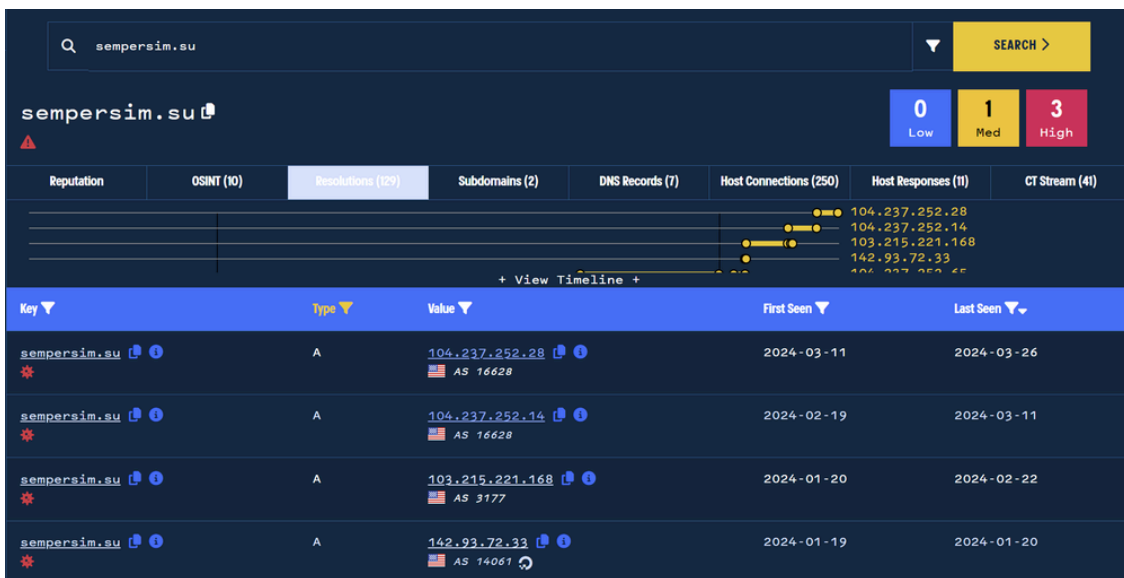 sempersim.su
SEARCH >
sempersim.su
0 Low
1 Med
3 High
Reputation OSINT (10) Resolutions (129) Subdomains (2) DNS Records (7) Host Connections (250) Host Responses (11) CT Stream (41)
104.237.252.28
104.237.252.14
103.215.221.168
142.93.72.33
104.237.252.65
+ View Timeline +
Key Type Value First Seen Last Seen
sempersim.su A 104.237.252.28 2024-03-11 2024-03-26
AS 16628
sempersim.su A 104.237.252.14 2024-02-19 2024-03-11
AS 16628
sempersim.su A 103.215.221.168 2024-01-20 2024-02-22
AS 3177
sempersim.su A 142.93.72.33 2024-01-19 2024-01-20
AS 14061